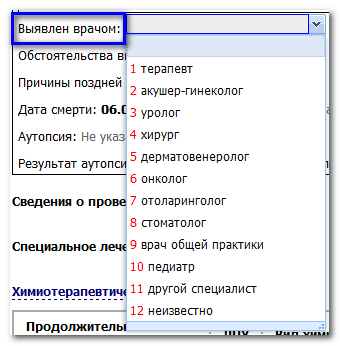 Выявлен врачом:
Обстоятельства
1 терапевт
Причины поздней
2 акушер-гинеколог
3 уролог
Дата смерти: 06.0
4 хирург
Аутопсия: Не указ
5 дерматовенеролог
Результат аутопси
6 онколог
7 отоларинголог
Сведения о прове
8 стоматолог
9 врач общей практики
Специальное лече
10 педиатр
11 другой специалист
Химиотерапевтиче
12 неизвестно
Продолжитель